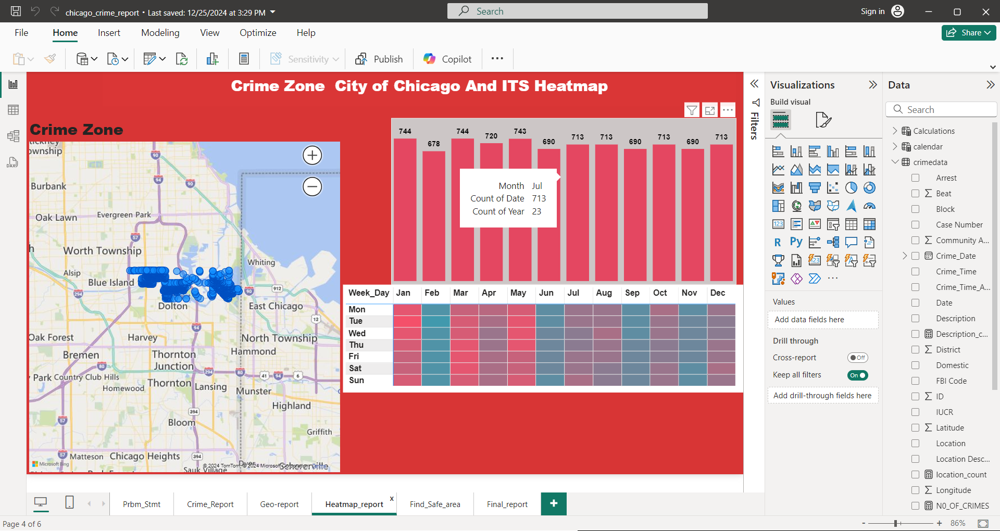 chicago_crime_report • Last saved: 12/25/2024 at 3:29 PM
Search
Sign in
File
Home
Insert
Modeling
View
Optimize
Help
Share
Sensitivity
Publish
Copilot
Crime Zone  City of Chicago And ITS Heatmap
Crime Zone
ownship
90
94
90
Burbank
Oak Lawn
Evergreen Park
57
Worth Township
Whiting
Alsip
Blue Island
294
90
912
Dolton
East Chicago
12
94
Oak Forest
Harvey
North Township
Hammond
Bremen
Thornton
Junction
80
294
80
41
94
6
Park
Country Club Hills
Homewood
Thornton
Lansing
Munster
Highland
394
57
Bloom
Griffith
57
Matteson
Chicago Heights
394
Dyer
Schererville
Sauk Village
Microsoft Bing
© 2024 TomTom, © 2024 Microsoft Corporation
Terms
744
678
744
720
743
690
713
713
690
713
690
713
Month Jul
Count of Date 713
Count of Year 23
Week_Day Jan Feb Mar Apr May Jun Jul Aug Sep Oct Nov Dec
Mon
Tue
Wed
Thu
Fri
Sat
Sun
Filters
Visualizations
Build visual
123
R
Py
123
Values
Add data fields here
Drill through
Cross-report
Off
Keep all filters
On
Add drill-through fields here
Data
Search
Calculations
calendar
crimedata
Arrest
Beat
Block
Case Number
Community A...
Crime_Date
Crime_Time
Crime_Time_A...
Date
Description
Description_c...
District
Domestic
FBI Code
ID
IUCR
Latitude
Location
Location Desc...
location_count
Longitude
N0_OF_CRIMES
DAX
Prbm_Stmt
Crime_Report
Geo-report
Heatmap_report
x
Find_Safe_area
Final_report
+
Page 4 of 6
- + 86%